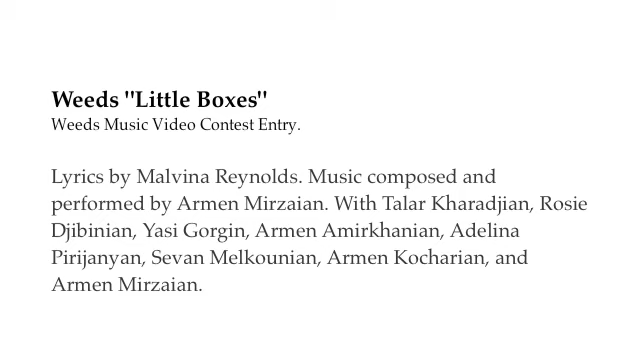 Weeds "Little Boxes"
Weeds Music Video Contest Entry.
Lyrics by Malvina Reynolds. Music composed and
performed by Armen Mirzaian. With Talar Kharadjian, Rosie
Djibinian, Yasi Gorgin, Armen Amirkhanian, Adelina
Pirijanyan, Sevan Melkounian, Armen Kocharian, and
Armen Mirzaian.